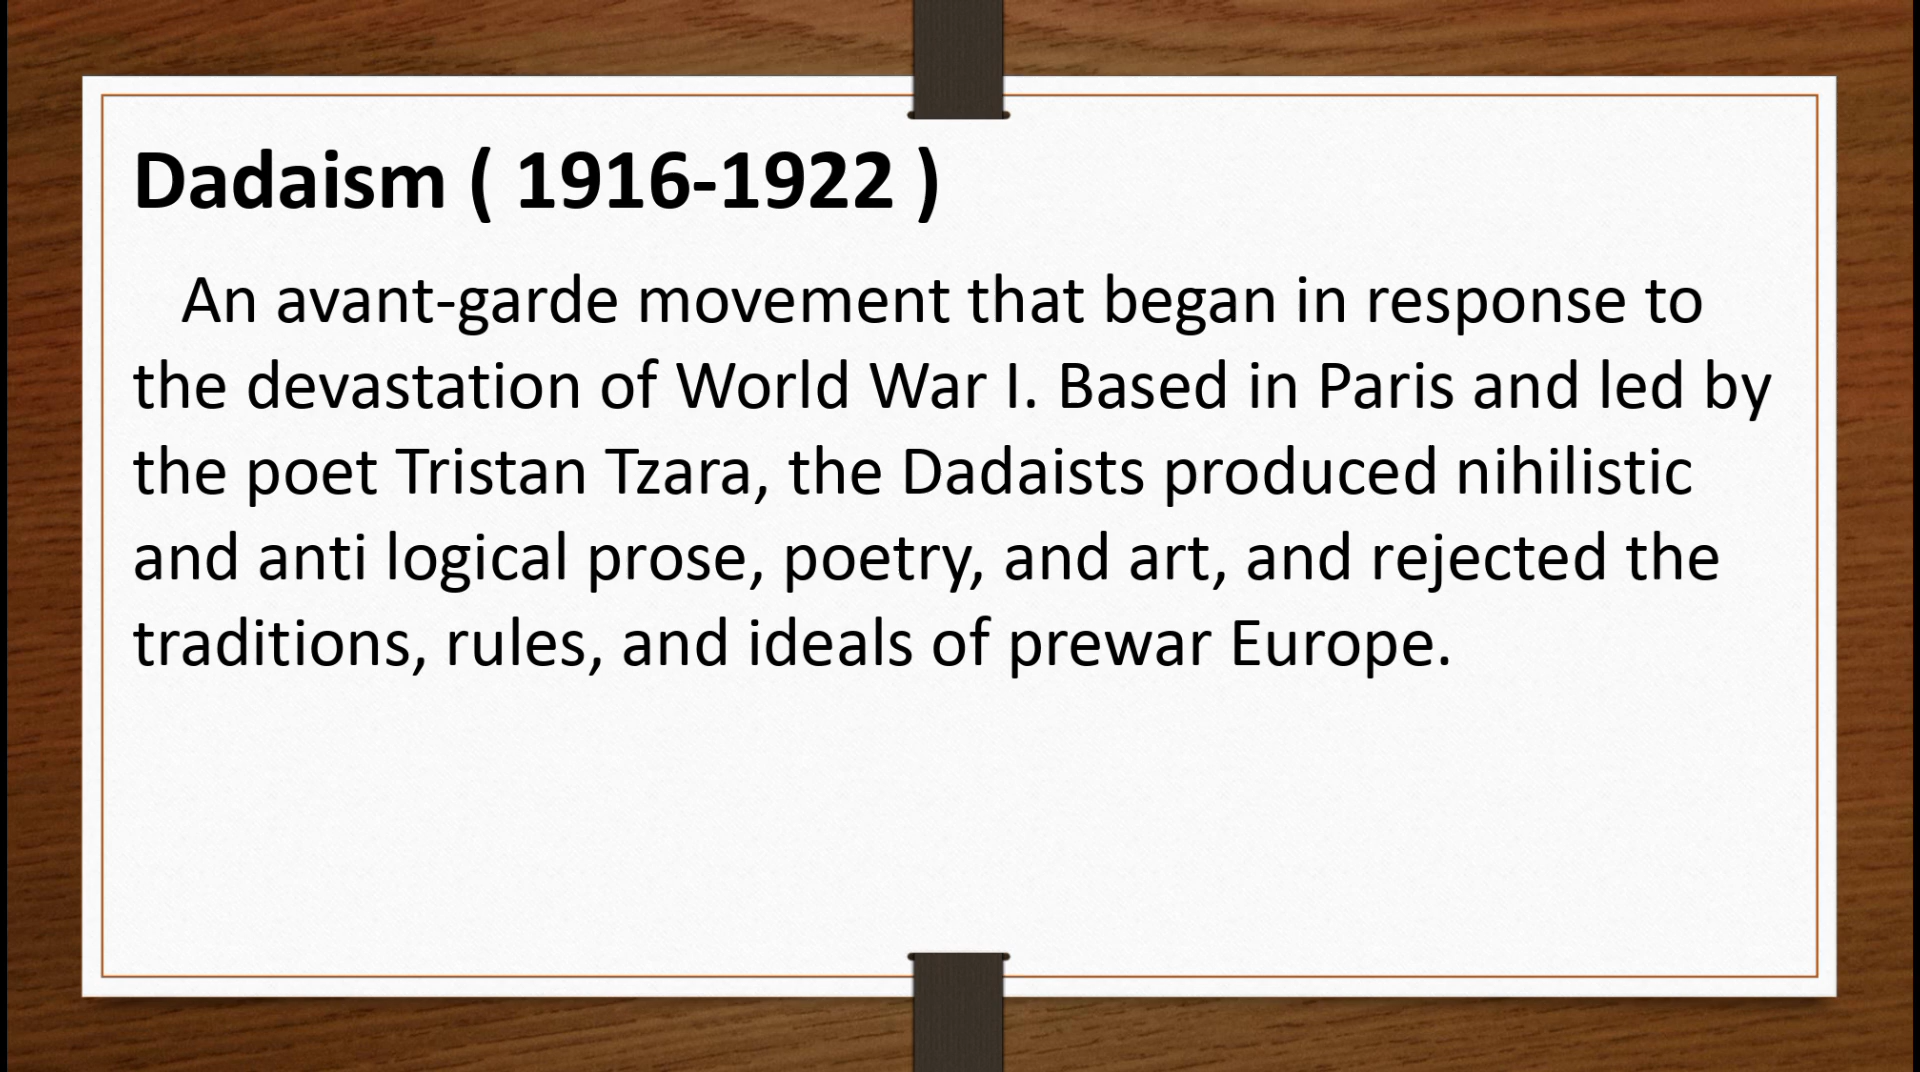 Dadaism ( 1916-1922 )
An avant-garde movement that began in response to
the devastation of World War I. Based in Paris and led by
the poet Tristan Tzara, the Dadaists produced nihilistic
and anti logical prose, poetry, and art, and rejected the
traditions, rules, and ideals of prewar Europe.